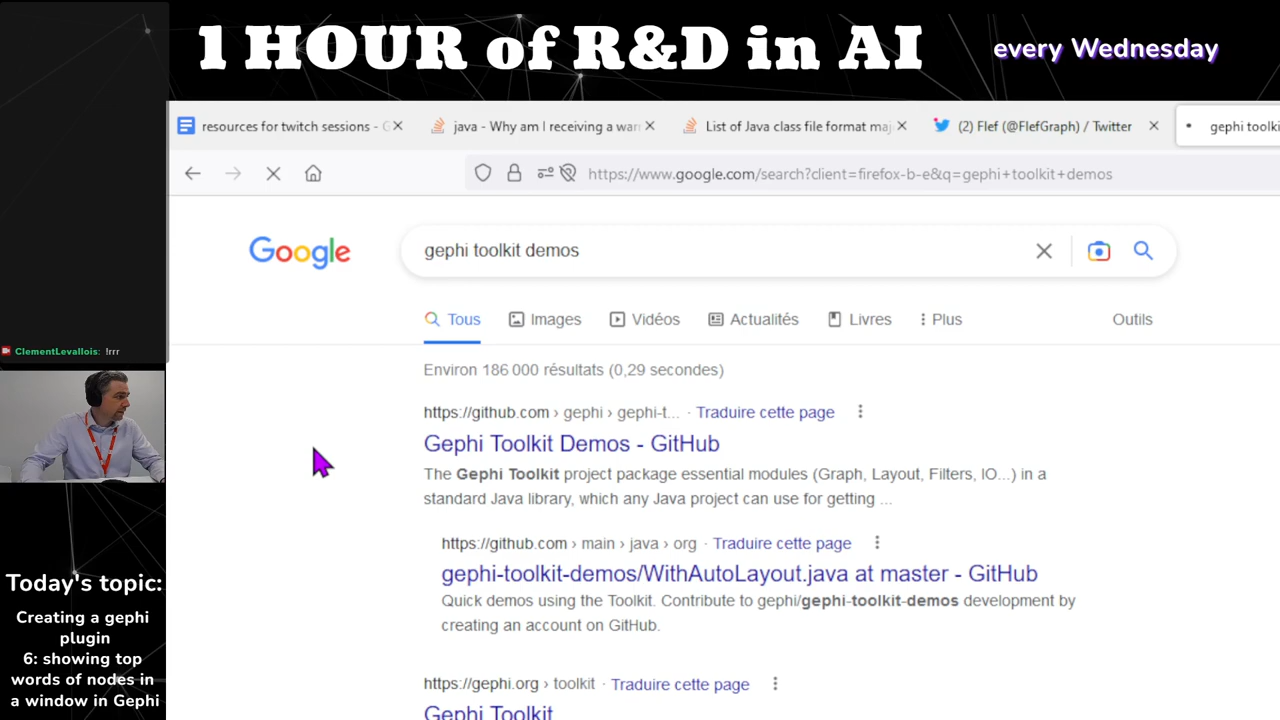 1 HOUR of R&D in AI
every Wednesday
resources for twitch sessions - G
java - Why am I receiving a war
List of Java class file format maj
(2) Flef (@FlefGraph) / Twitter
gephi toolki
https://www.google.com/search?client=firefox-b-e&q=gephi+toolkit+demos
Google
gephi toolkit demos
Tous
Images
Vidéos
Actualités
Livres
Plus
Outils
Environ 186 000 résultats (0,29 secondes)
https://github.com › gephi › gephi-t... · Traduire cette page
Gephi Toolkit Demos - GitHub
The Gephi Toolkit project package essential modules (Graph, Layout, Filters, IO...) in a
standard Java library, which any Java project can use for getting ...
https://github.com › main › java › org · Traduire cette page
gephi-toolkit-demos/WithAutoLayout.java at master - GitHub
Quick demos using the Toolkit. Contribute to gephi/gephi-toolkit-demos development by
creating an account on GitHub.
https://gephi.org › toolkit · Traduire cette page
Gephi Toolkit
ClementLevallois: !rrr
Today's topic:
Creating a gephi
plugin
6: showing top
words of nodes in
a window in Gephi